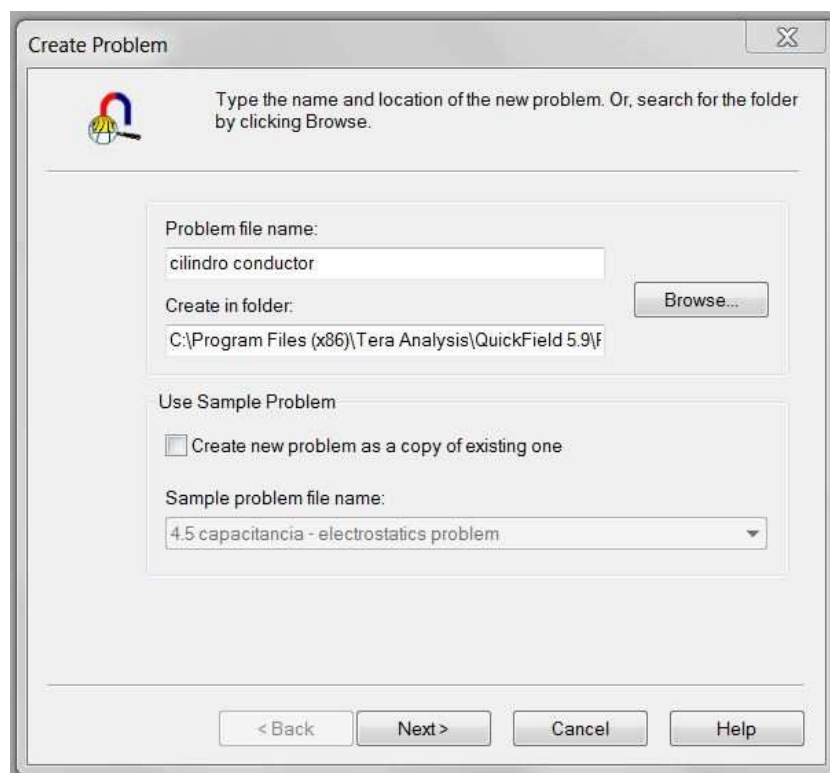 Create Problem
Type the name and location of the new problem. Or, search for the folder
by clicking Browse.
Problem file name:
cilindro conductor
Browse...
Create in folder:
C:\Program Files (x86)\Tera Analysis\QuickField 5.9\F
Use Sample Problem
Create new problem as a copy of existing one
Sample problem file name:
4.5 capacitancia - electrostatics problem
< Back Next > Cancel Help